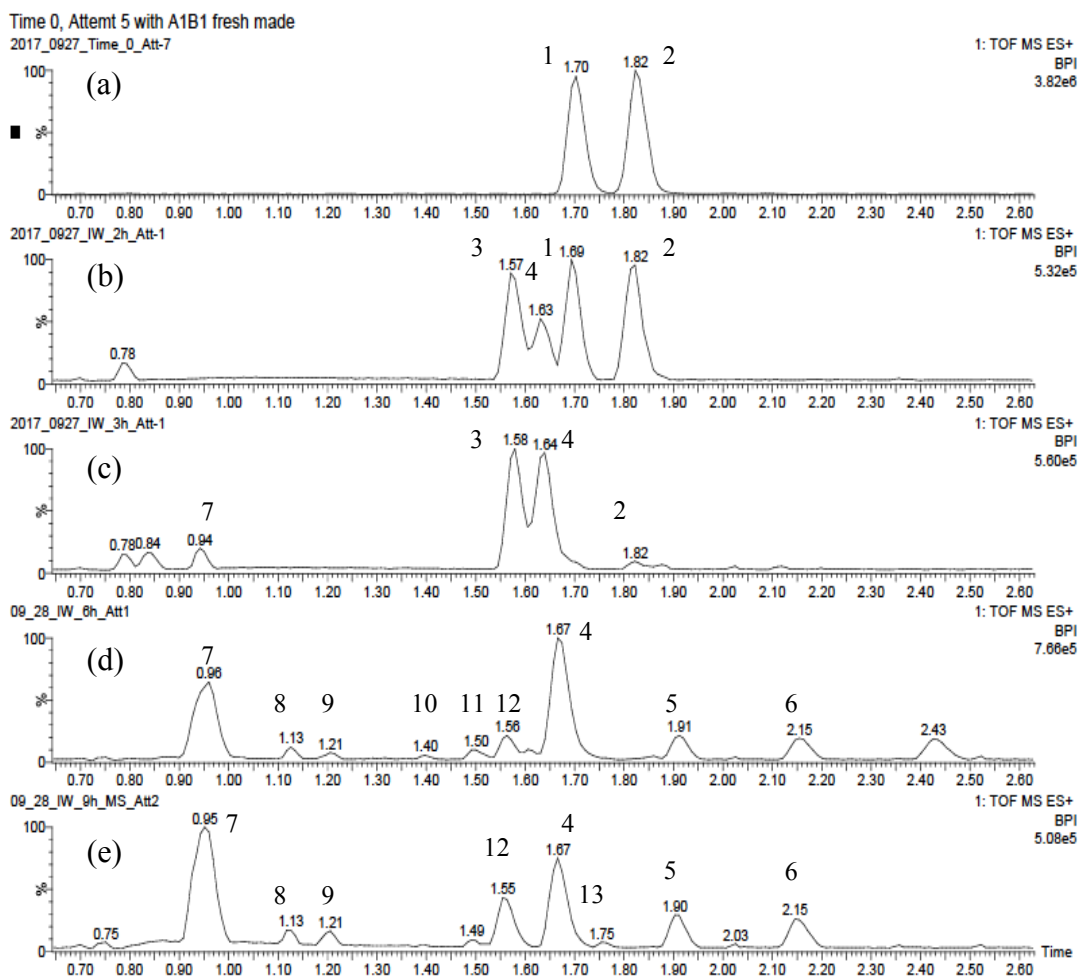 Time 0, Attemt 5 with A1B1 fresh made
2017_0927_Time_0_Att-7 1: TOF MS ES+
BPI
3.82e6
(a) 1 1.70 1.82 2
100
%
0
0.70 0.80 0.90 1.00 1.10 1.20 1.30 1.40 1.50 1.60 1.70 1.80 1.90 2.00 2.10 2.20 2.30 2.40 2.50 2.60
2017_0927_IW_2h_Att-1 1: TOF MS ES+
BPI
5.32e5
(b) 0.78 3 1.57 4 1.63 1 1.69 1.82 2
100
%
0
0.70 0.80 0.90 1.00 1.10 1.20 1.30 1.40 1.50 1.60 1.70 1.80 1.90 2.00 2.10 2.20 2.30 2.40 2.50 2.60
2017_0927_IW_3h_Att-1 1: TOF MS ES+
BPI
5.60e5
(c) 0.78 0.84 7 0.94 3 1.58 1.64 4 2 1.82
100
%
0
0.70 0.80 0.90 1.00 1.10 1.20 1.30 1.40 1.50 1.60 1.70 1.80 1.90 2.00 2.10 2.20 2.30 2.40 2.50 2.60
09_28_IW_6h_Att1 1: TOF MS ES+
BPI
7.66e5
(d) 7 0.96 8 1.13 9 1.21 10 1.40 11 1.50 12 1.56 1.67 4 5 1.91 6 2.15 2.43
100
%
0
0.70 0.80 0.90 1.00 1.10 1.20 1.30 1.40 1.50 1.60 1.70 1.80 1.90 2.00 2.10 2.20 2.30 2.40 2.50 2.60
09_28_IW_9h_MS_Att2 1: TOF MS ES+
BPI
5.08e5
(e) 0.75 0.95 7 8 1.13 9 1.21 1.49 12 1.55 4 1.67 13 1.75 5 1.90 2.03 6 2.15
100
%
0 Time
0.70 0.80 0.90 1.00 1.10 1.20 1.30 1.40 1.50 1.60 1.70 1.80 1.90 2.00 2.10 2.20 2.30 2.40 2.50 2.60